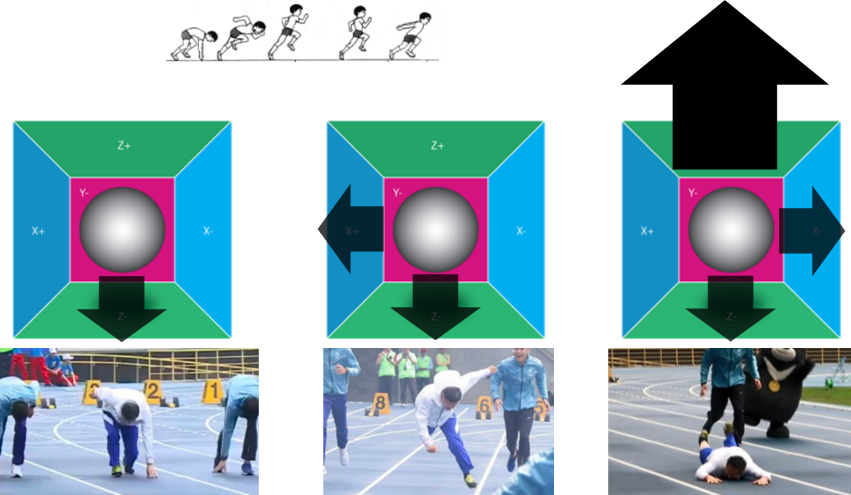 Z+
Y-
X+
X-
Z-
Z+
Y-
X+
X-
Z-
Y-
X+
X-
Z-
2
1
8
6